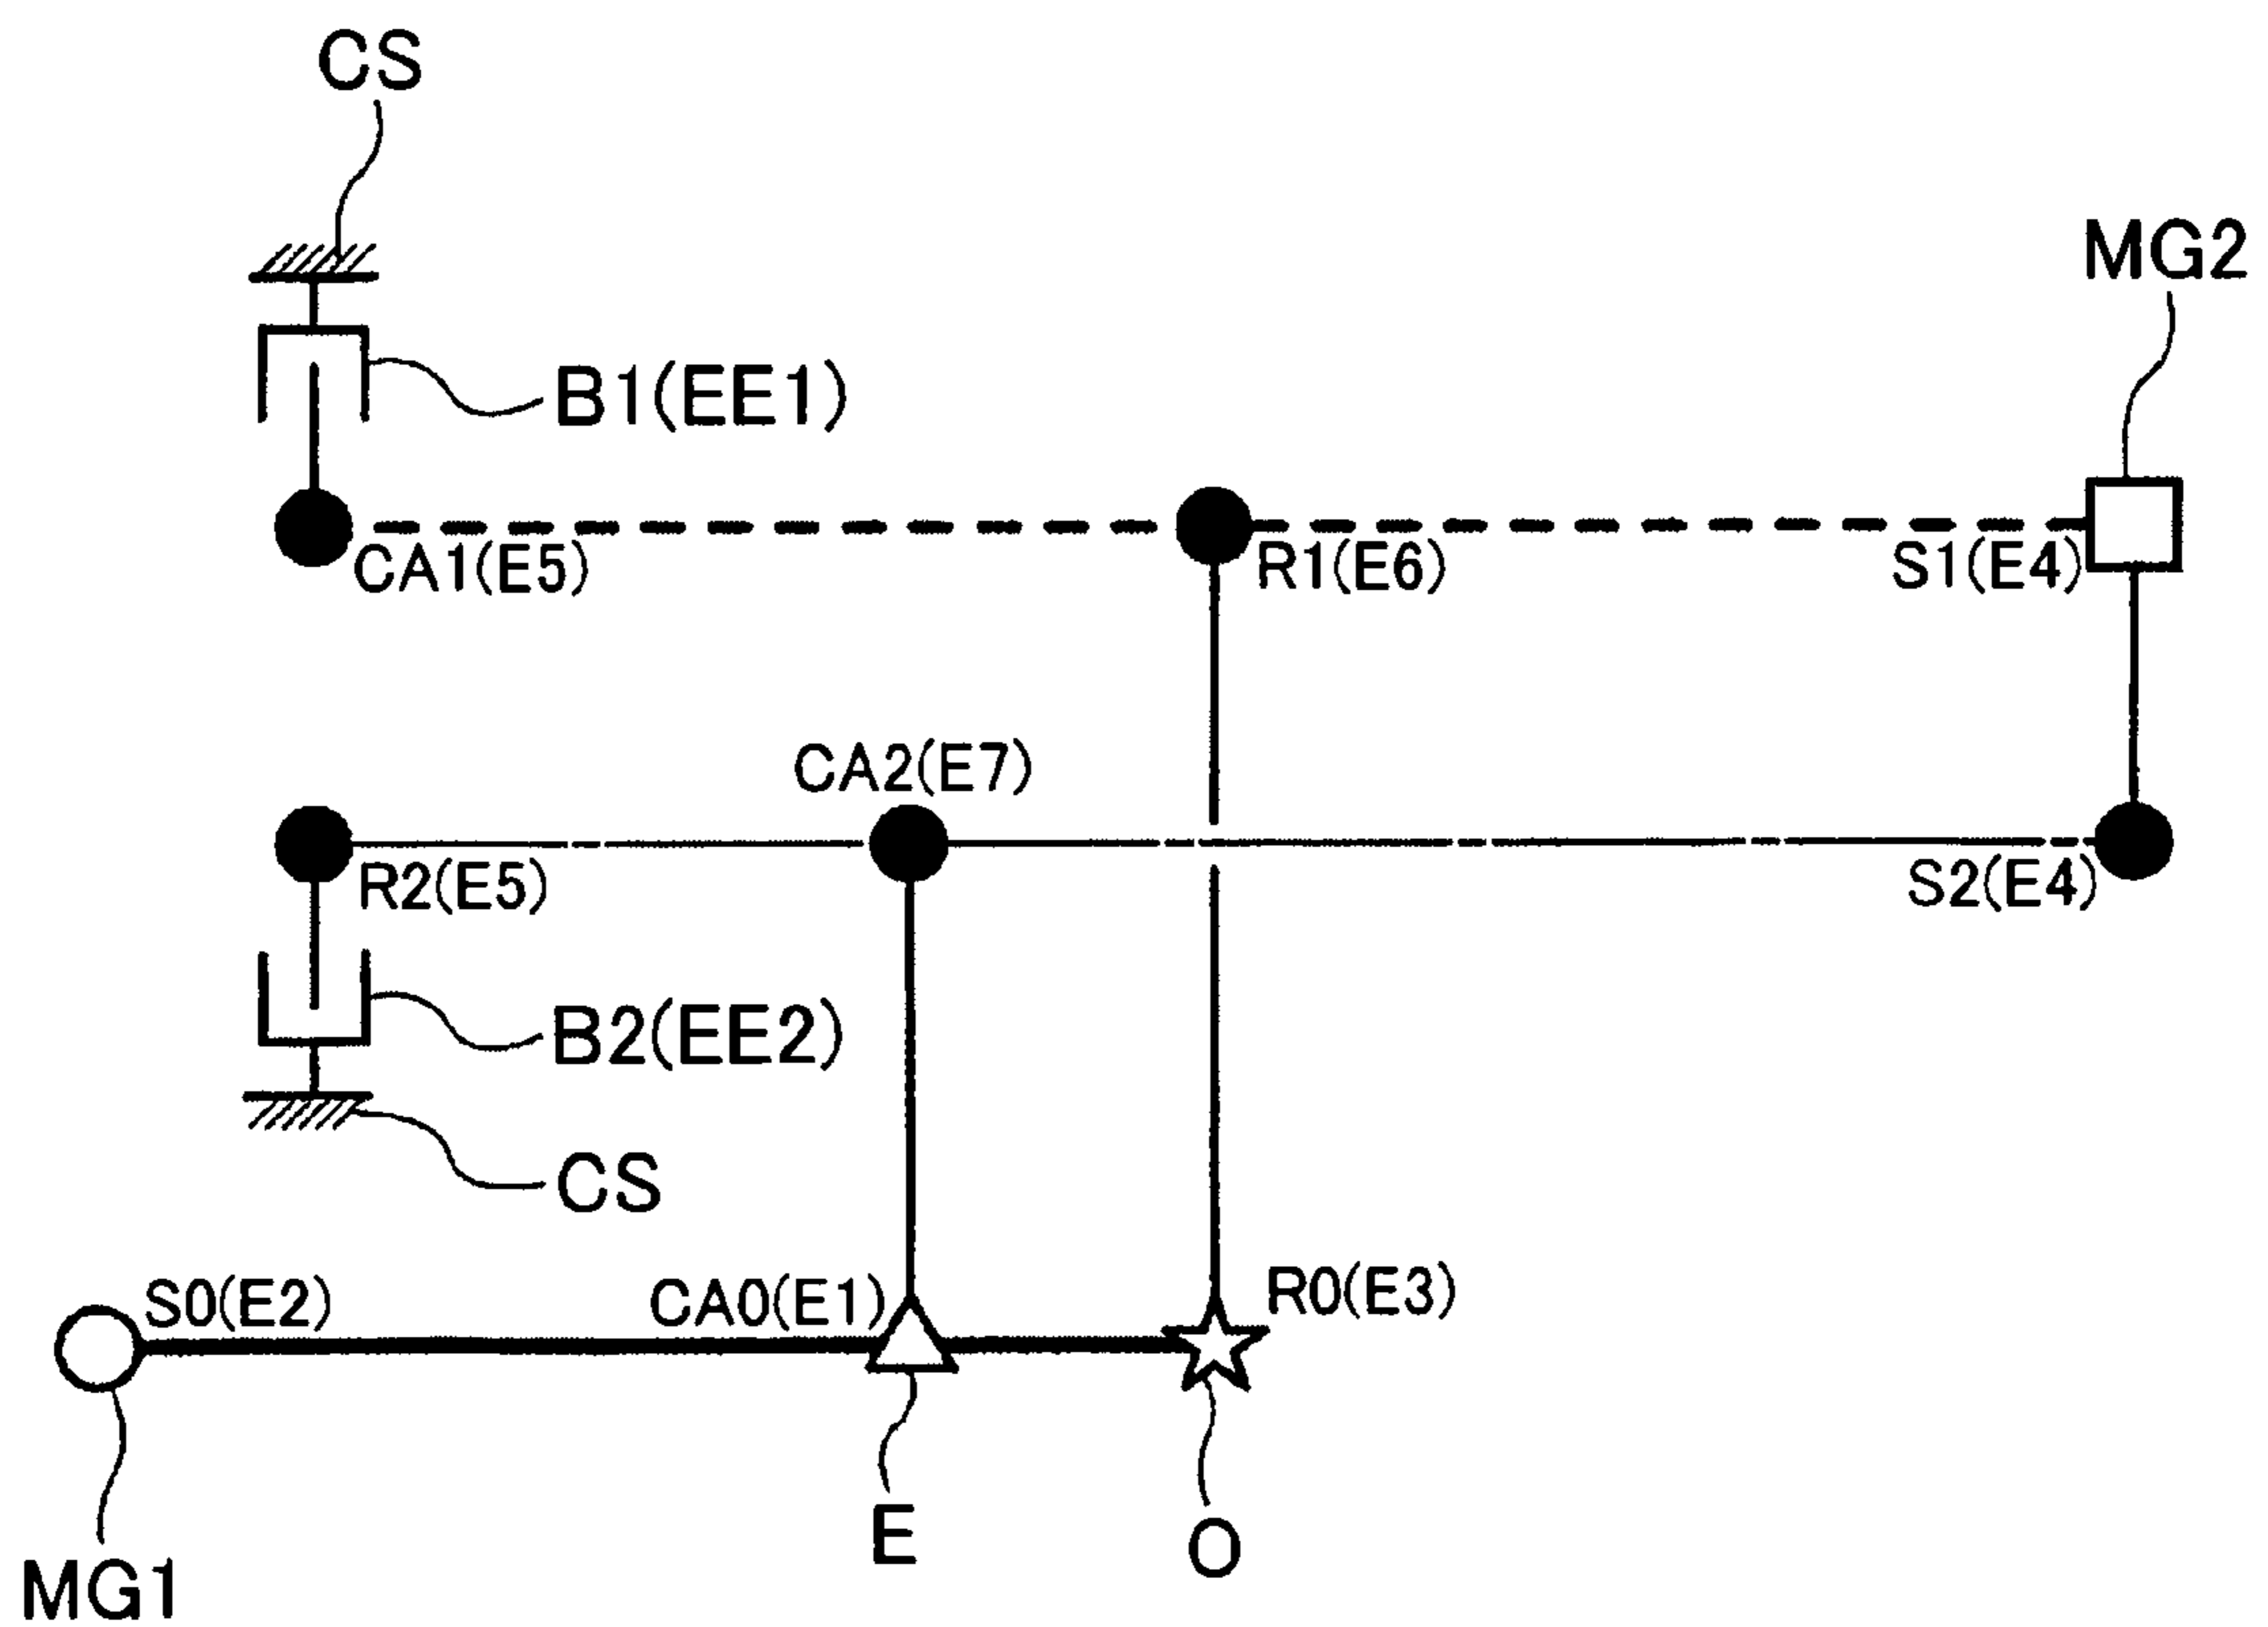 CS
MG2
B1(EE1)
CA1(E5)
R1(E6)
S1(E4)
CA2(E7)
R2(E5)
S2(E4)
B2(EE2)
CS
S0(E2)
CA0(E1)
R0(E3)
E
O
MG1